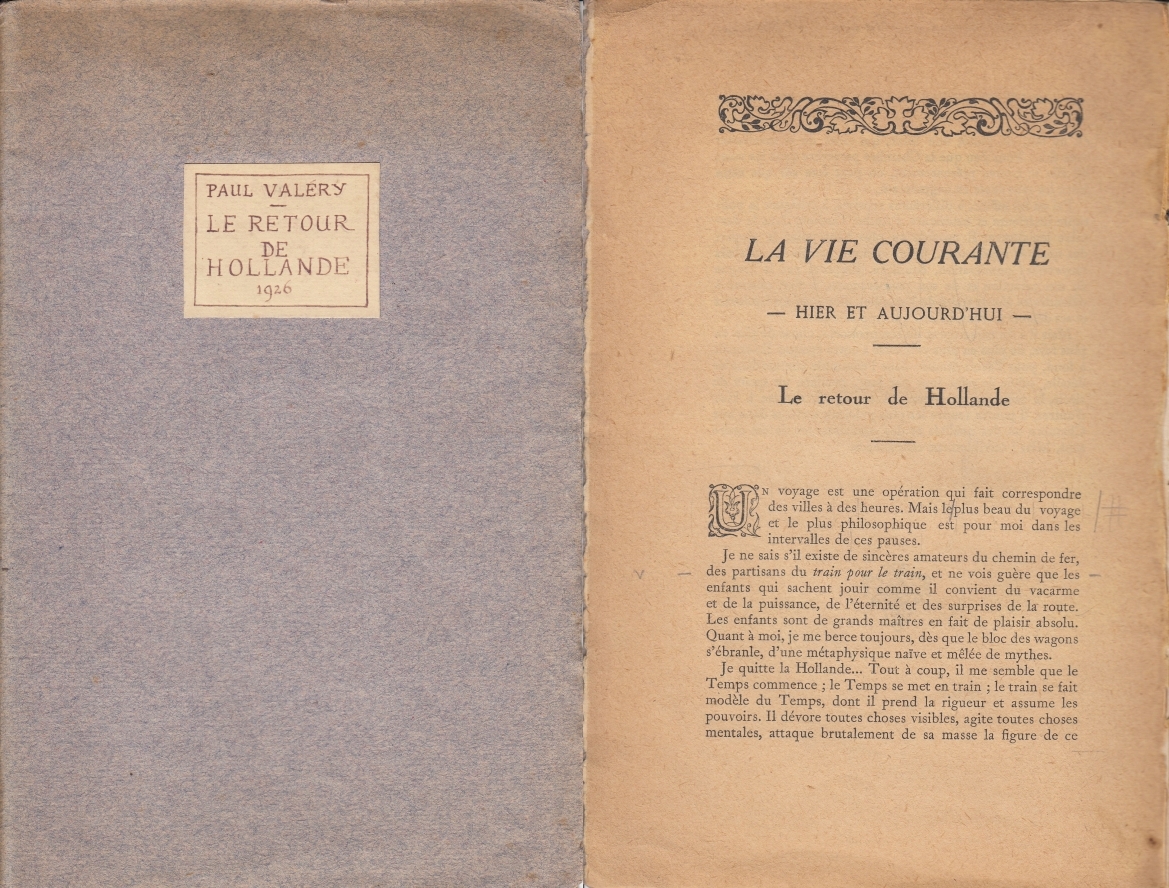 PAUL VALÉRY
—
LE RETOUR
DE
HOLLANDE
1926
LA VIE COURANTE
— HIER ET AUJOURD'HUI —
Le retour de Hollande
UN voyage est une opération qui fait correspondre
des villes à des heures. Mais le plus beau du voyage
et le plus philosophique est pour moi dans les
intervalles de ces pauses.
Je ne sais s'il existe de sincères amateurs du chemin de fer,
des partisans du train pour le train, et ne vois guère que les
enfants qui sachent jouir comme il convient du vacarme
et de la puissance, de l'éternité et des surprises de la route.
Les enfants sont de grands maîtres en fait de plaisir absolu.
Quant à moi, je me berce toujours, dès que le bloc des wagons
s'ébranle, d'une métaphysique naïve et mêlée de mythes.
Je quitte la Hollande... Tout à coup, il me semble que le
Temps commence ; le Temps se met en train ; le train se fait
modèle du Temps, dont il prend la rigueur et assume les
pouvoirs. Il dévore toutes choses visibles, agite toutes choses
mentales, attaque brutalement de sa masse la figure de ce